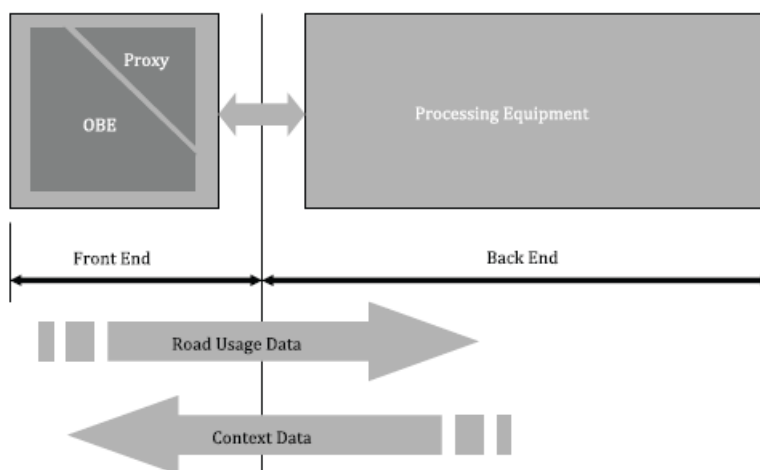 Proxy
OBE
Processing Equipment
Front End
Back End
Road Usage Data
Context Data